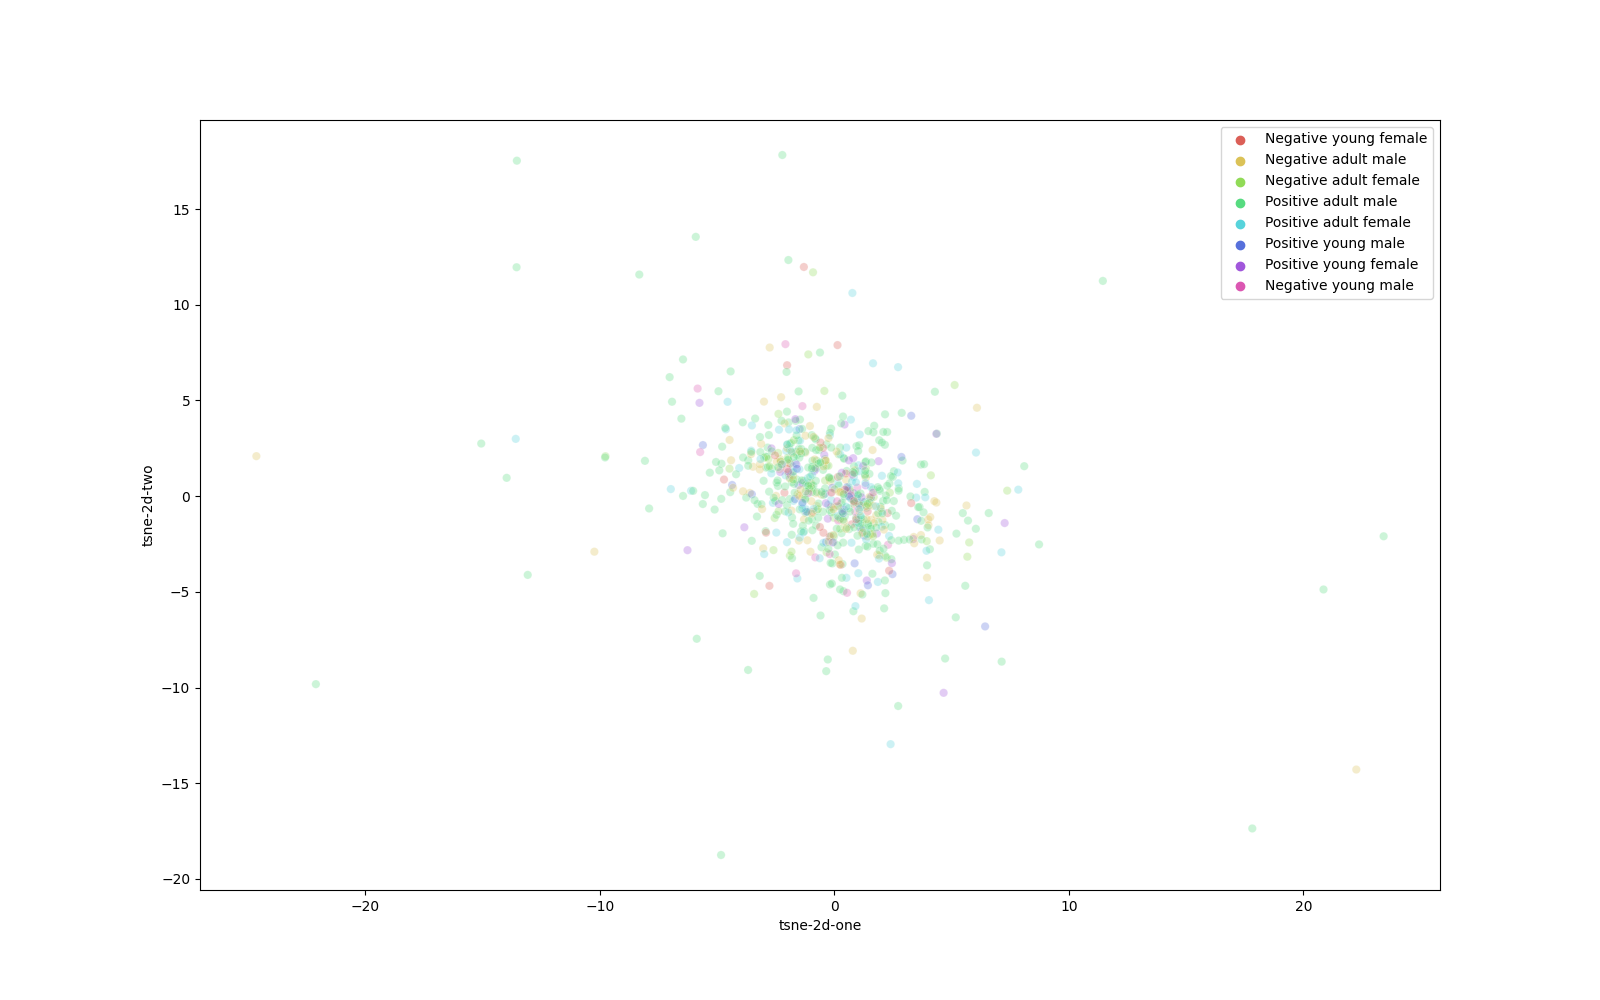 Negative young female
Negative adult male
Negative adult female
Positive adult male
Positive adult female
Positive young male
Positive young female
Negative young male
tsne-2d-two
15
10
5
0
−5
−10
−15
−20
−20
−10
0
10
20
tsne-2d-one